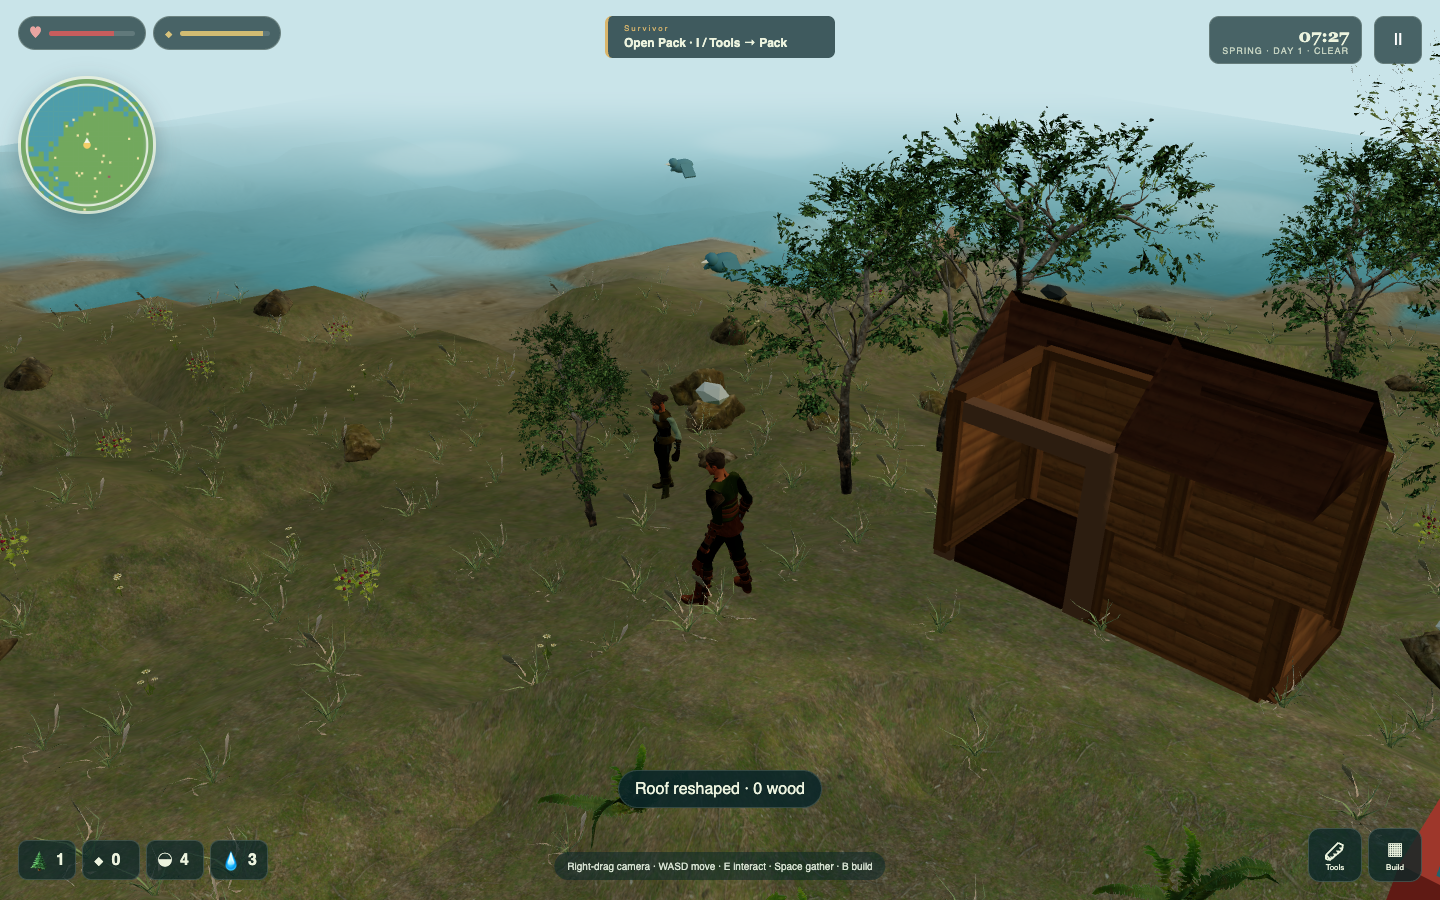 Survivor
Open Pack · I / Tools → Pack
07:27
SPRING · DAY 1 · CLEAR
Roof reshaped · 0 wood
Right-drag camera · WASD move · E interact · Space gather · B build
1
0
4
3
Tools
Build